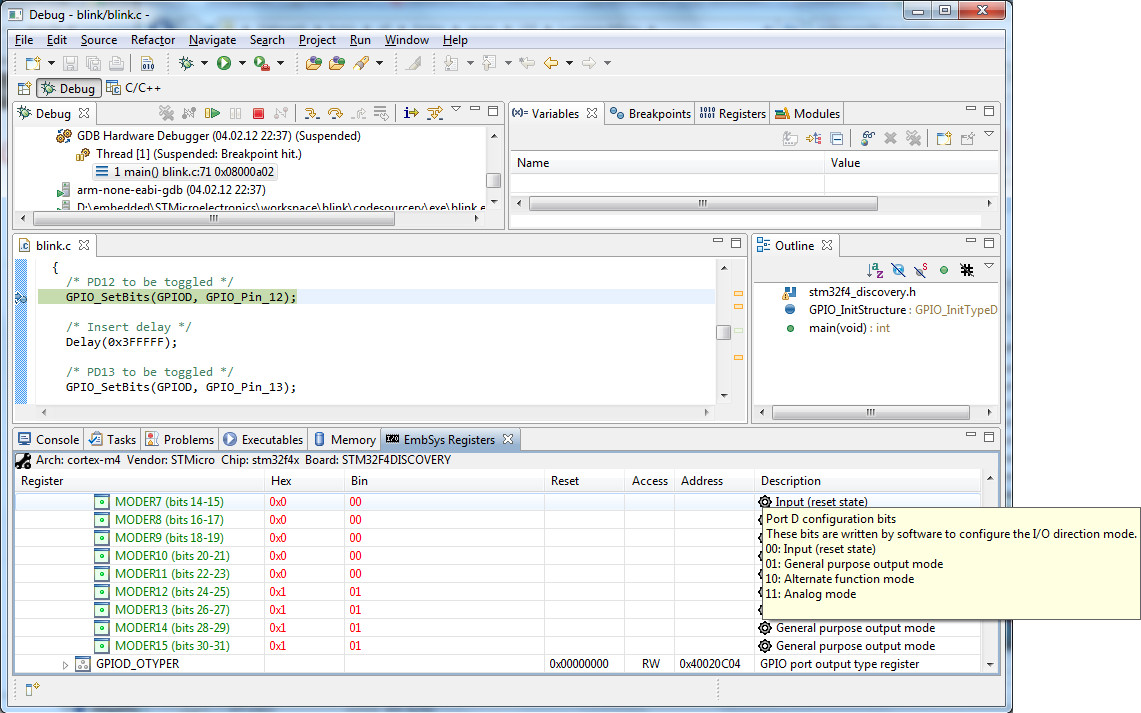 Debug - blink/blink.c -
File Edit Source Refactor Navigate Search Project Run Window Help
Debug C/C++
Debug
GDB Hardware Debugger (04.02.12 22:37) (Suspended)
Thread [1] (Suspended: Breakpoint hit.)
1 main() blink.c:71 0x08000a02
arm-none-eabi-gdb (04.02.12 22:37)
D:\embedded\STMicroelectronics\workspace\blink\codesourcery\exe\blink.e
(x)= Variables Breakpoints Registers Modules
Name Value
blink.c
{
/* PD12 to be toggled */
GPIO_SetBits(GPIOD, GPIO_Pin_12);
/* Insert delay */
Delay(0x3FFFFF);
/* PD13 to be toggled */
GPIO_SetBits(GPIOD, GPIO_Pin_13);
Outline
stm32f4_discovery.h
GPIO_InitStructure : GPIO_InitTypeD
main(void) : int
Console Tasks Problems Executables Memory EmbSys Registers
Arch: cortex-m4 Vendor: STMicro Chip: stm32f4x Board: STM32F4DISCOVERY
Register Hex Bin Reset Access Address Description
MODER7 (bits 14-15) 0x0 00 Input (reset state)
MODER8 (bits 16-17) 0x0 00
MODER9 (bits 18-19) 0x0 00
MODER10 (bits 20-21) 0x0 00
MODER11 (bits 22-23) 0x0 00
MODER12 (bits 24-25) 0x1 01
MODER13 (bits 26-27) 0x1 01
MODER14 (bits 28-29) 0x1 01 General purpose output mode
MODER15 (bits 30-31) 0x1 01 General purpose output mode
GPIOD_OTYPER 0x00000000 RW 0x40020C04 GPIO port output type register
Port D configuration bits
These bits are written by software to configure the I/O direction mode.
00: Input (reset state)
01: General purpose output mode
10: Alternate function mode
11: Analog mode